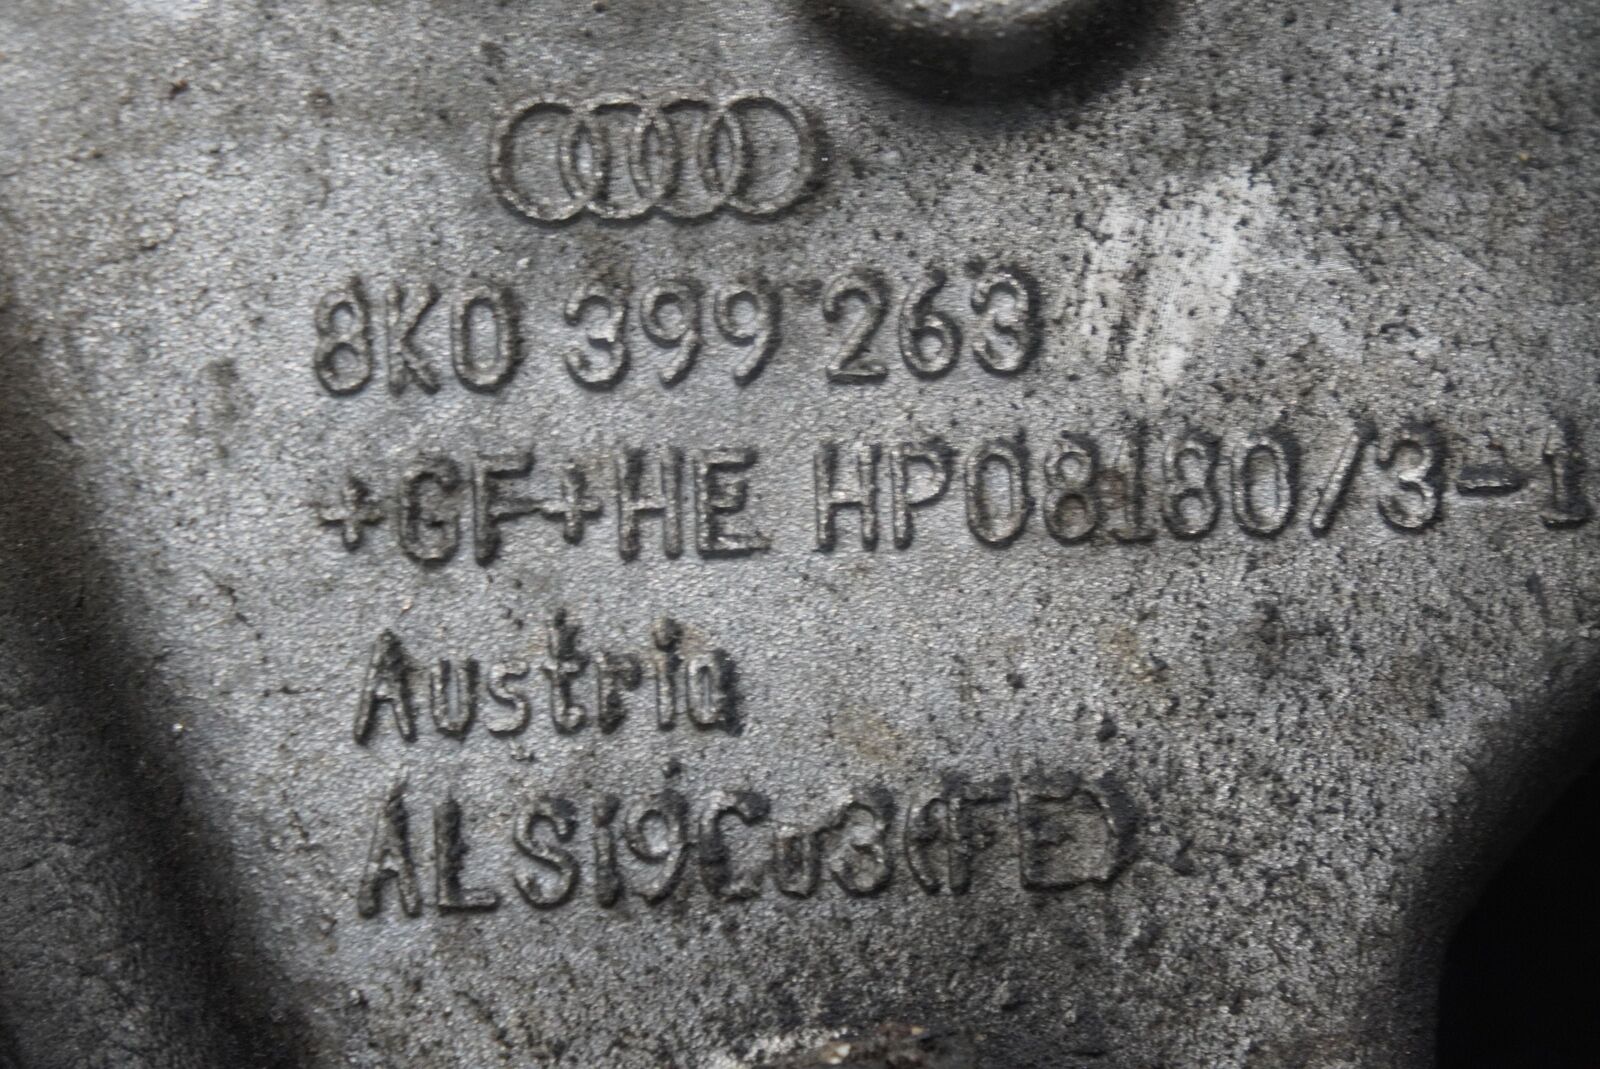 8K0 399 263
+GF+HE HP08180/3-1
Austria
ALSi9Cu3(FE)